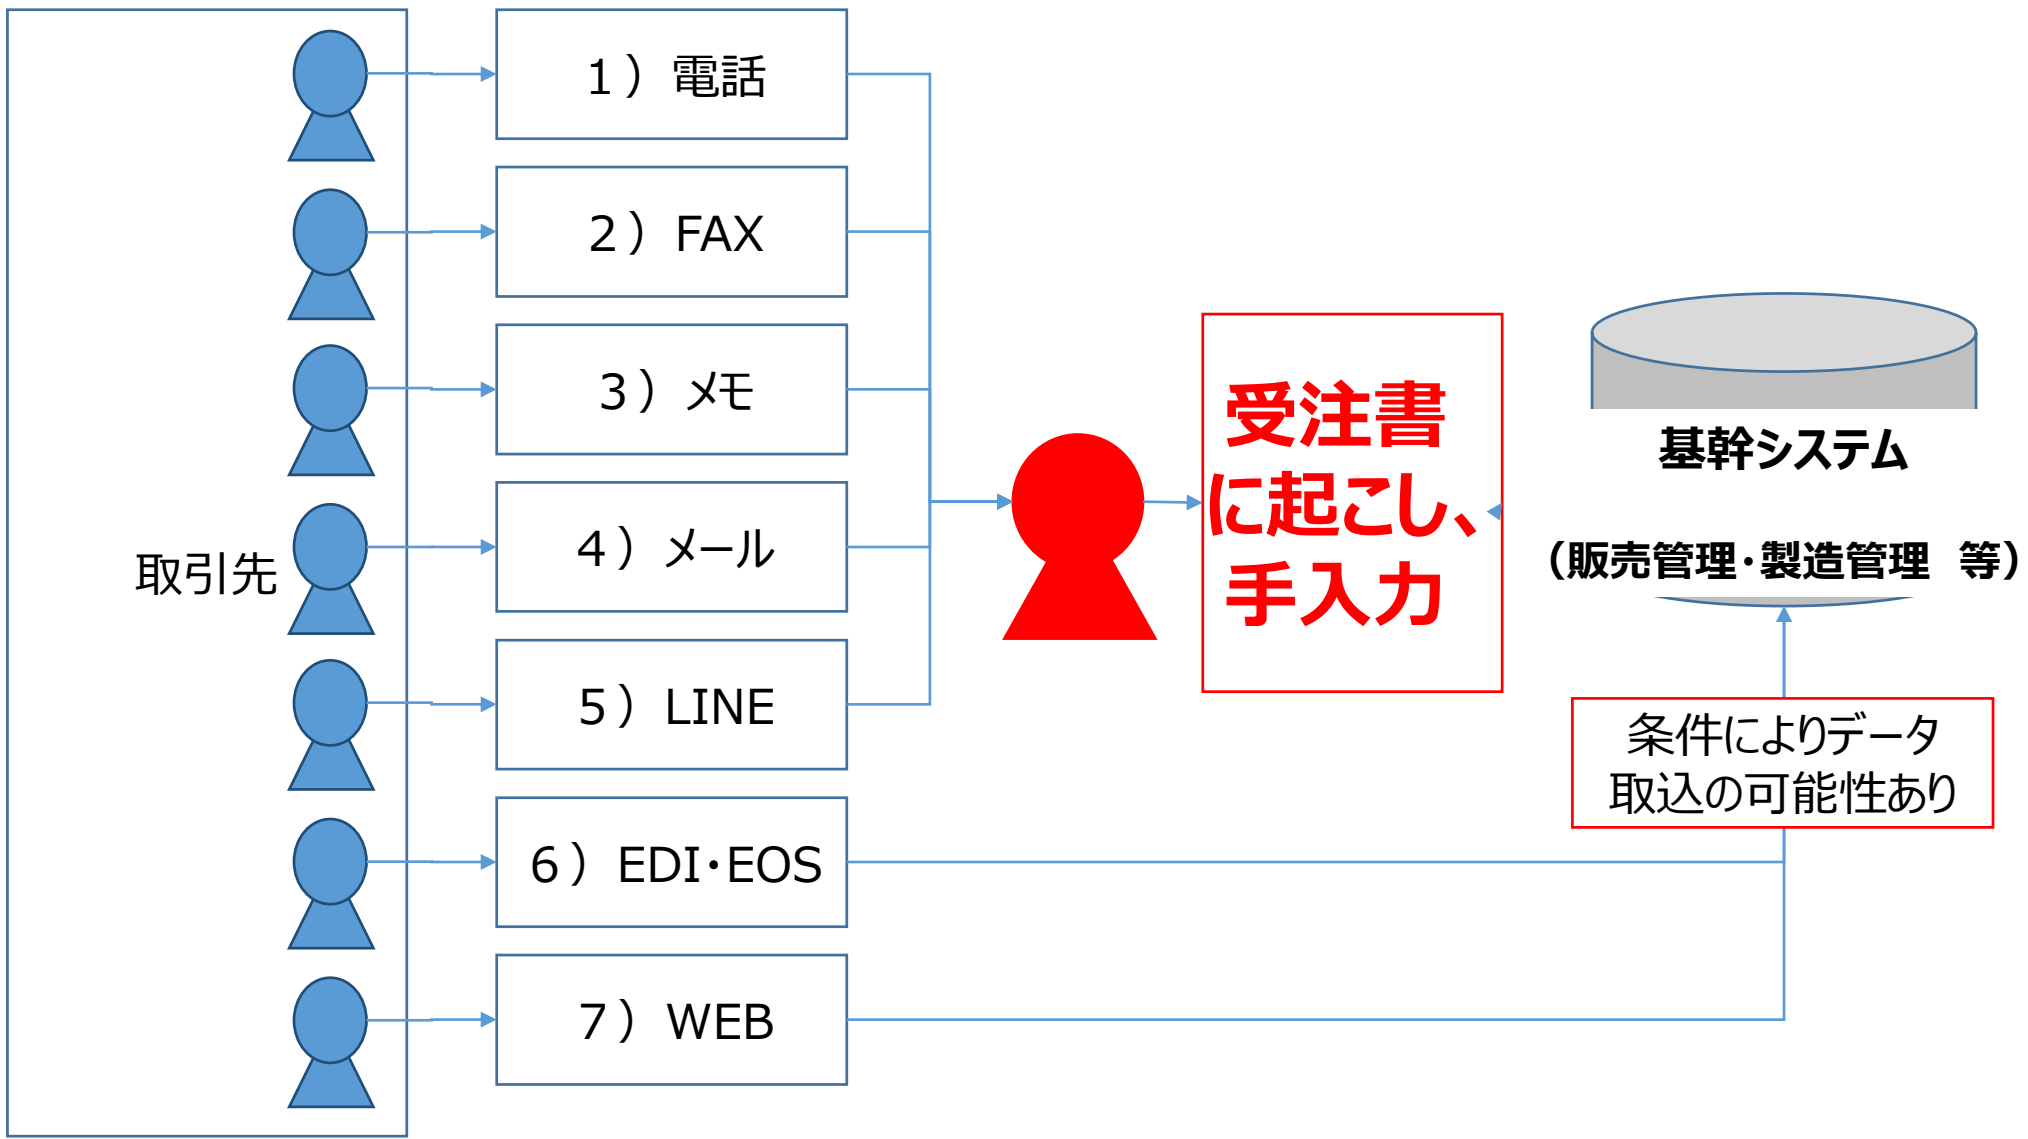 取引先
１）電話
２）FAX
３）メモ
４）メール
５）LINE
６）EDI・EOS
７）WEB
受注書
に起こし、
手入力
基幹システム
（販売管理・製造管理　等）
条件によりデータ
取込の可能性あり